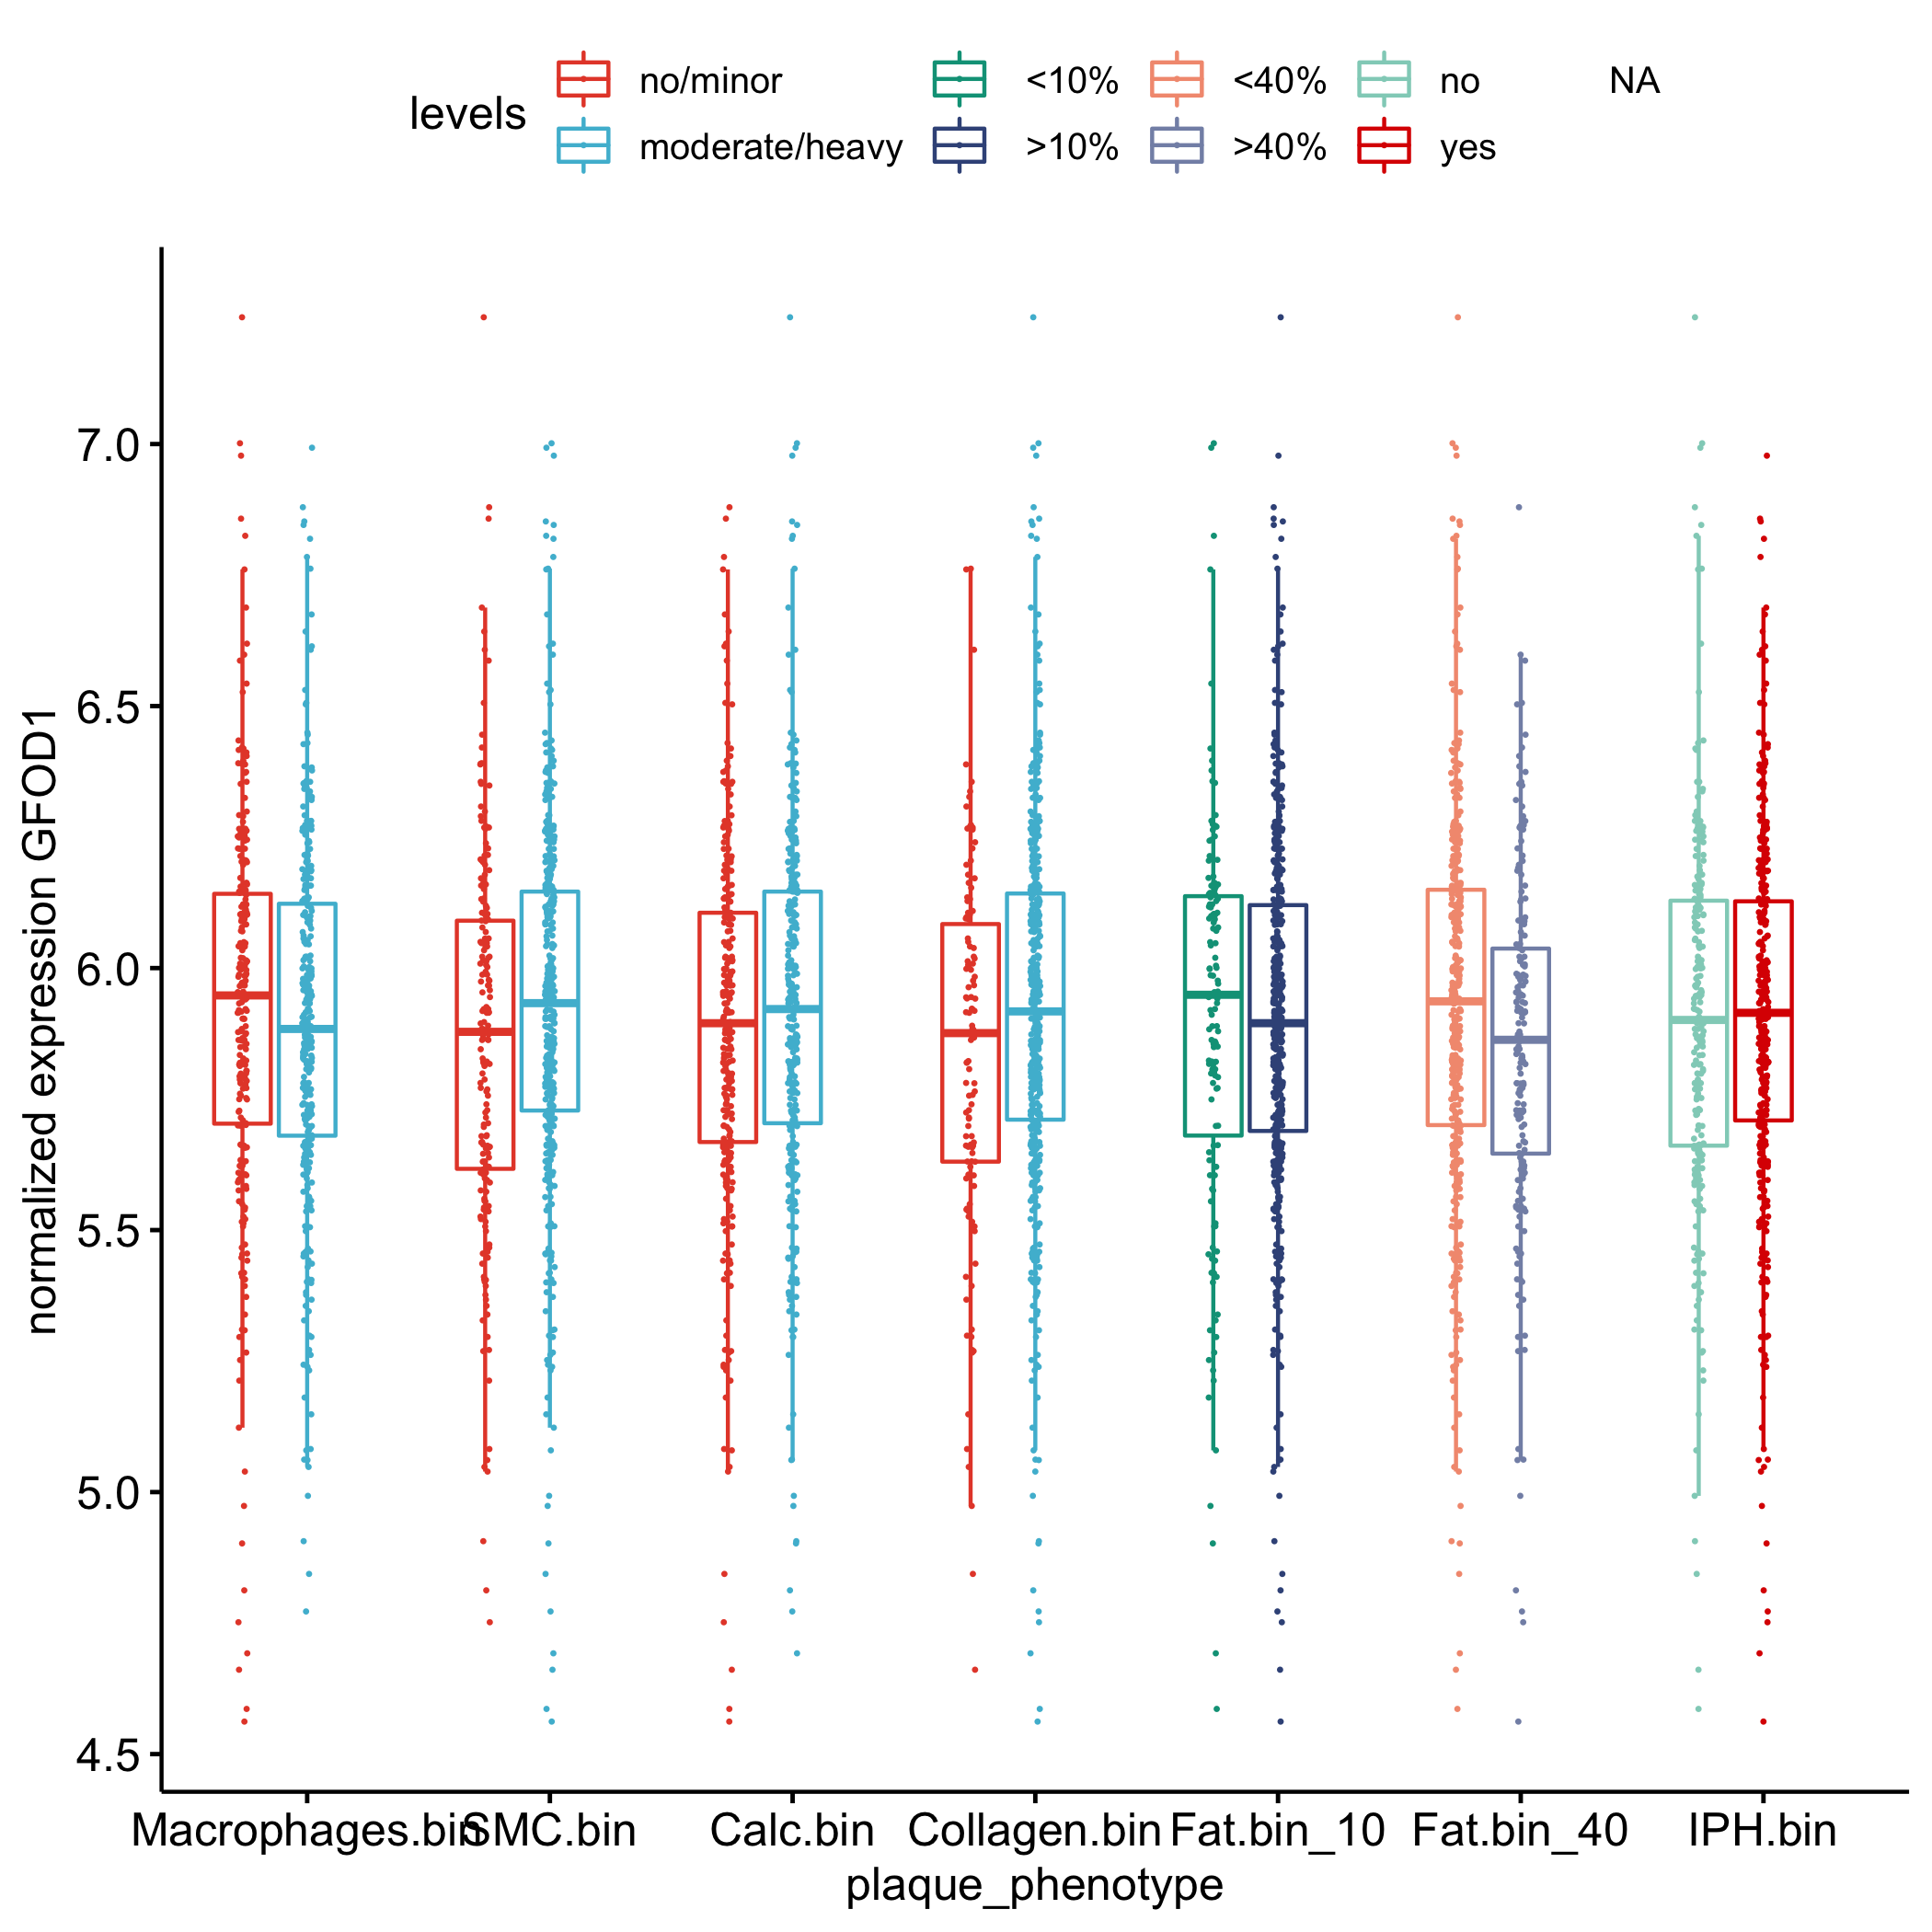 levels
no/minor
<10%
<40%
no
NA
moderate/heavy
>10%
>40%
yes
normalized expression GFOD1
7.0
6.5
6.0
5.5
5.0
4.5
Macrophages.bin
SMC.bin
Calc.bin
Collagen.bin
Fat.bin_10
Fat.bin_40
IPH.bin
plaque_phenotype